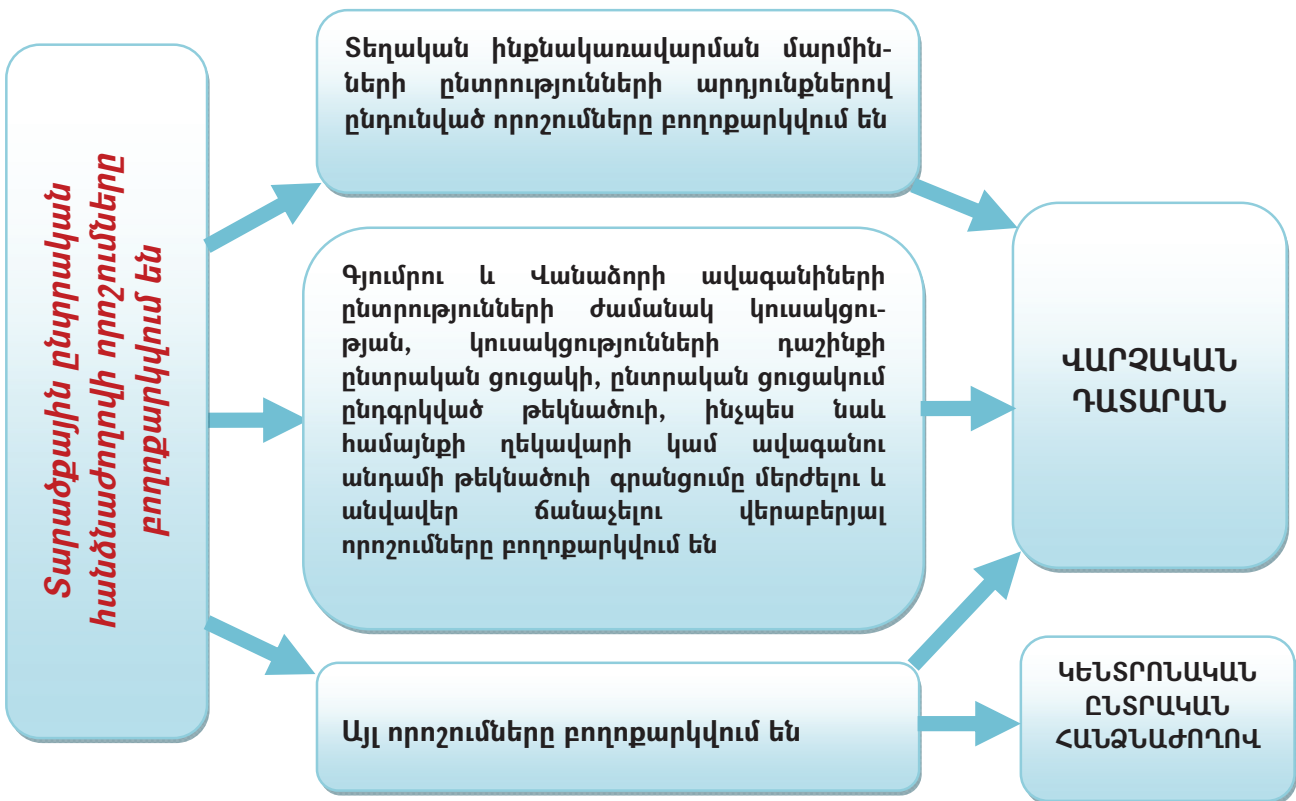 Տարածքային ընտրական
հանձնաժողովի որոշումները
բողոքարկվում են
Տեղական ինքնակառավարման մարմին-
ների ընտրությունների արդյունքներով
ընդունված որոշումները բողոքարկվում են
Գյումրու և Վանաձորի ավագանիների
ընտրությունների ժամանակ կուսակցու-
թյան, կուսակցությունների դաշինքի
ընտրական ցուցակի, ընտրական ցուցակում
ընդգրկված թեկնածուի, ինչպես նաև
համայնքի ղեկավարի կամ ավագանու
անդամի թեկնածուի գրանցումը մերժելու և
անվավեր ճանաչելու վերաբերյալ
որոշումները բողոքարկվում են
Այլ որոշումները բողոքարկվում են
ՎԱՐՉԱԿԱՆ
ԴԱՏԱՐԱՆ
ԿԵՆՏՐՈՆԱԿԱՆ
ԸՆՏՐԱԿԱՆ
ՀԱՆՁՆԱԺՈՂՈՎ